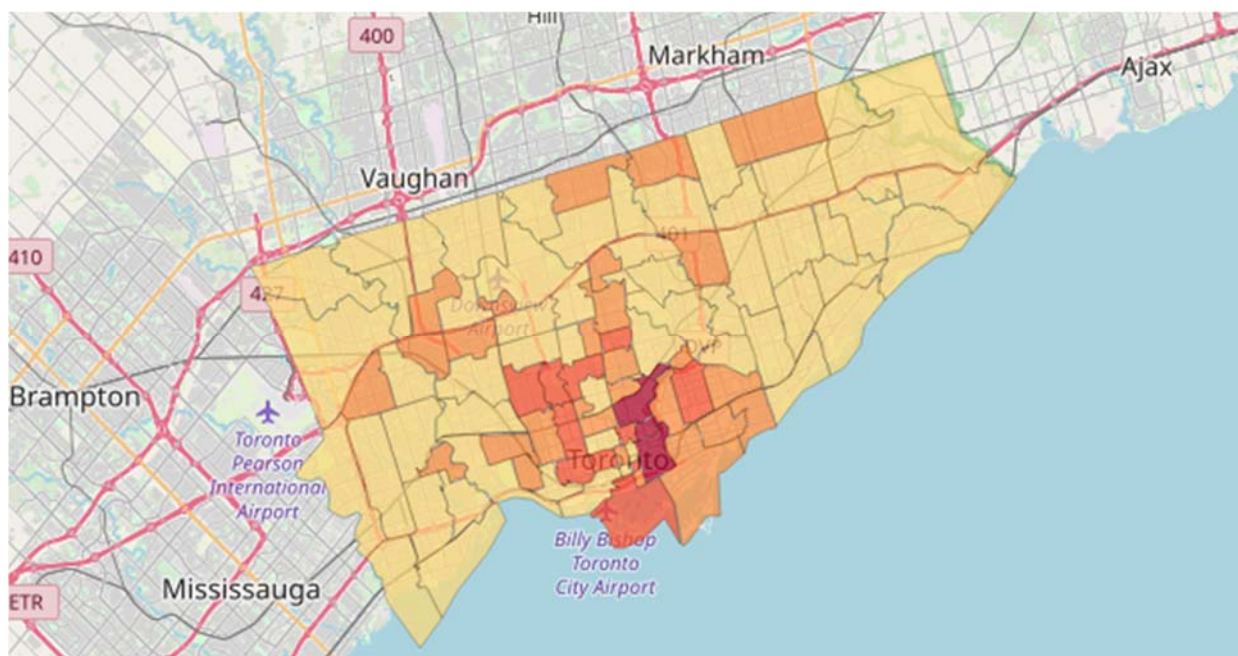 Hill
400
Markham
Ajax
Vaughan
401
410
427
Downsview
Airport
DVP
Brampton
Toronto
Pearson
International
Airport
Toronto
Billy Bishop
Toronto
City Airport
Mississauga
ETR